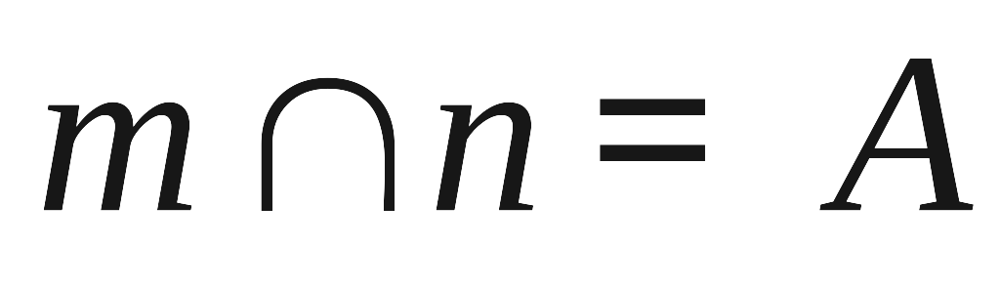 m ∩ n = A